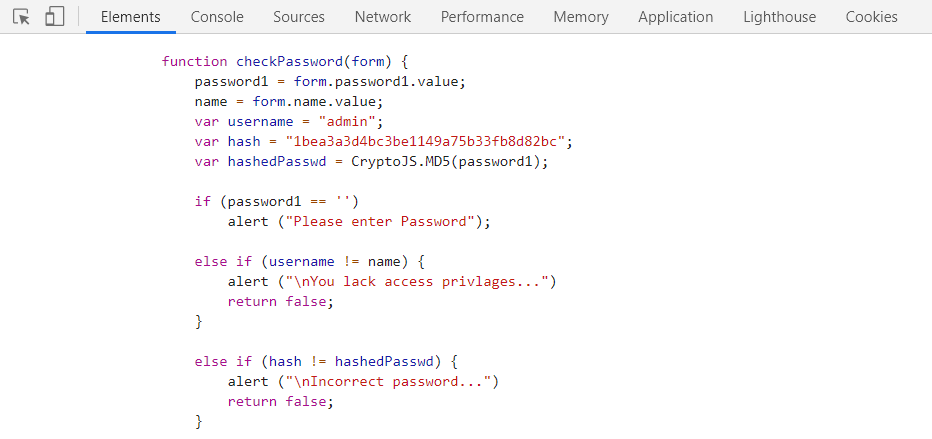 Elements Console Sources Network Performance Memory Application Lighthouse Cookies
function checkPassword(form) {
password1 = form.password1.value;
name = form.name.value;
var username = "admin";
var hash = "1bea3a3d4bc3be1149a75b33fb8d82bc";
var hashedPasswd = CryptoJS.MD5(password1);
if (password1 == '')
alert ("Please enter Password");
else if (username != name) {
alert ("\nYou lack access privlages...")
return false;
}
else if (hash != hashedPasswd) {
alert ("\nIncorrect password...")
return false;
}